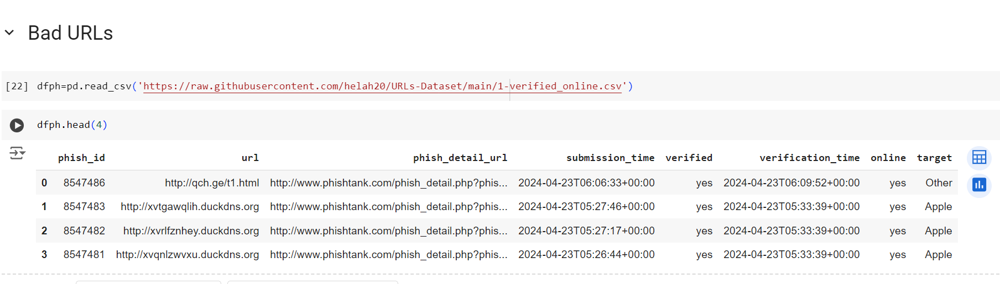 Bad URLs
[22] dfph=pd.read_csv('https://raw.githubusercontent.com/helah20/URLs-Dataset/main/1-verified_online.csv')
dfph.head(4)
phish_id url phish_detail_url submission_time verified verification_time online target
0 8547486 http://qch.ge/t1.html http://www.phishtank.com/phish_detail.php?phis... 2024-04-23T06:06:33+00:00 yes 2024-04-23T06:09:52+00:00 yes Other
1 8547483 http://xvtgawqlih.duckdns.org http://www.phishtank.com/phish_detail.php?phis... 2024-04-23T05:27:46+00:00 yes 2024-04-23T05:33:39+00:00 yes Apple
2 8547482 http://xvrlfznhey.duckdns.org http://www.phishtank.com/phish_detail.php?phis... 2024-04-23T05:27:17+00:00 yes 2024-04-23T05:33:39+00:00 yes Apple
3 8547481 http://xvqnlzwvxu.duckdns.org http://www.phishtank.com/phish_detail.php?phis... 2024-04-23T05:26:44+00:00 yes 2024-04-23T05:33:39+00:00 yes Apple